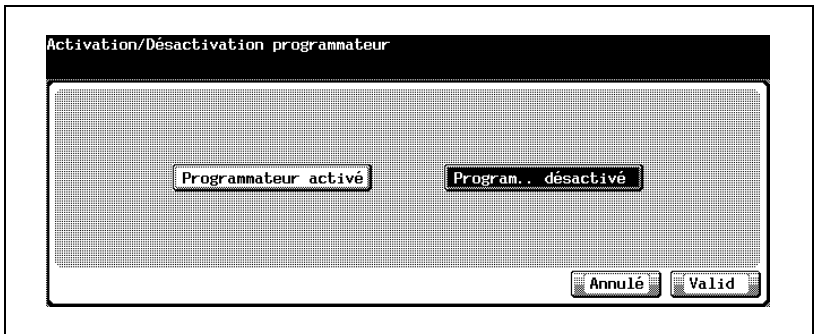 Activation/Désactivation programmateur
Programmateur activé
Program.. désactivé
Annulé
Valid